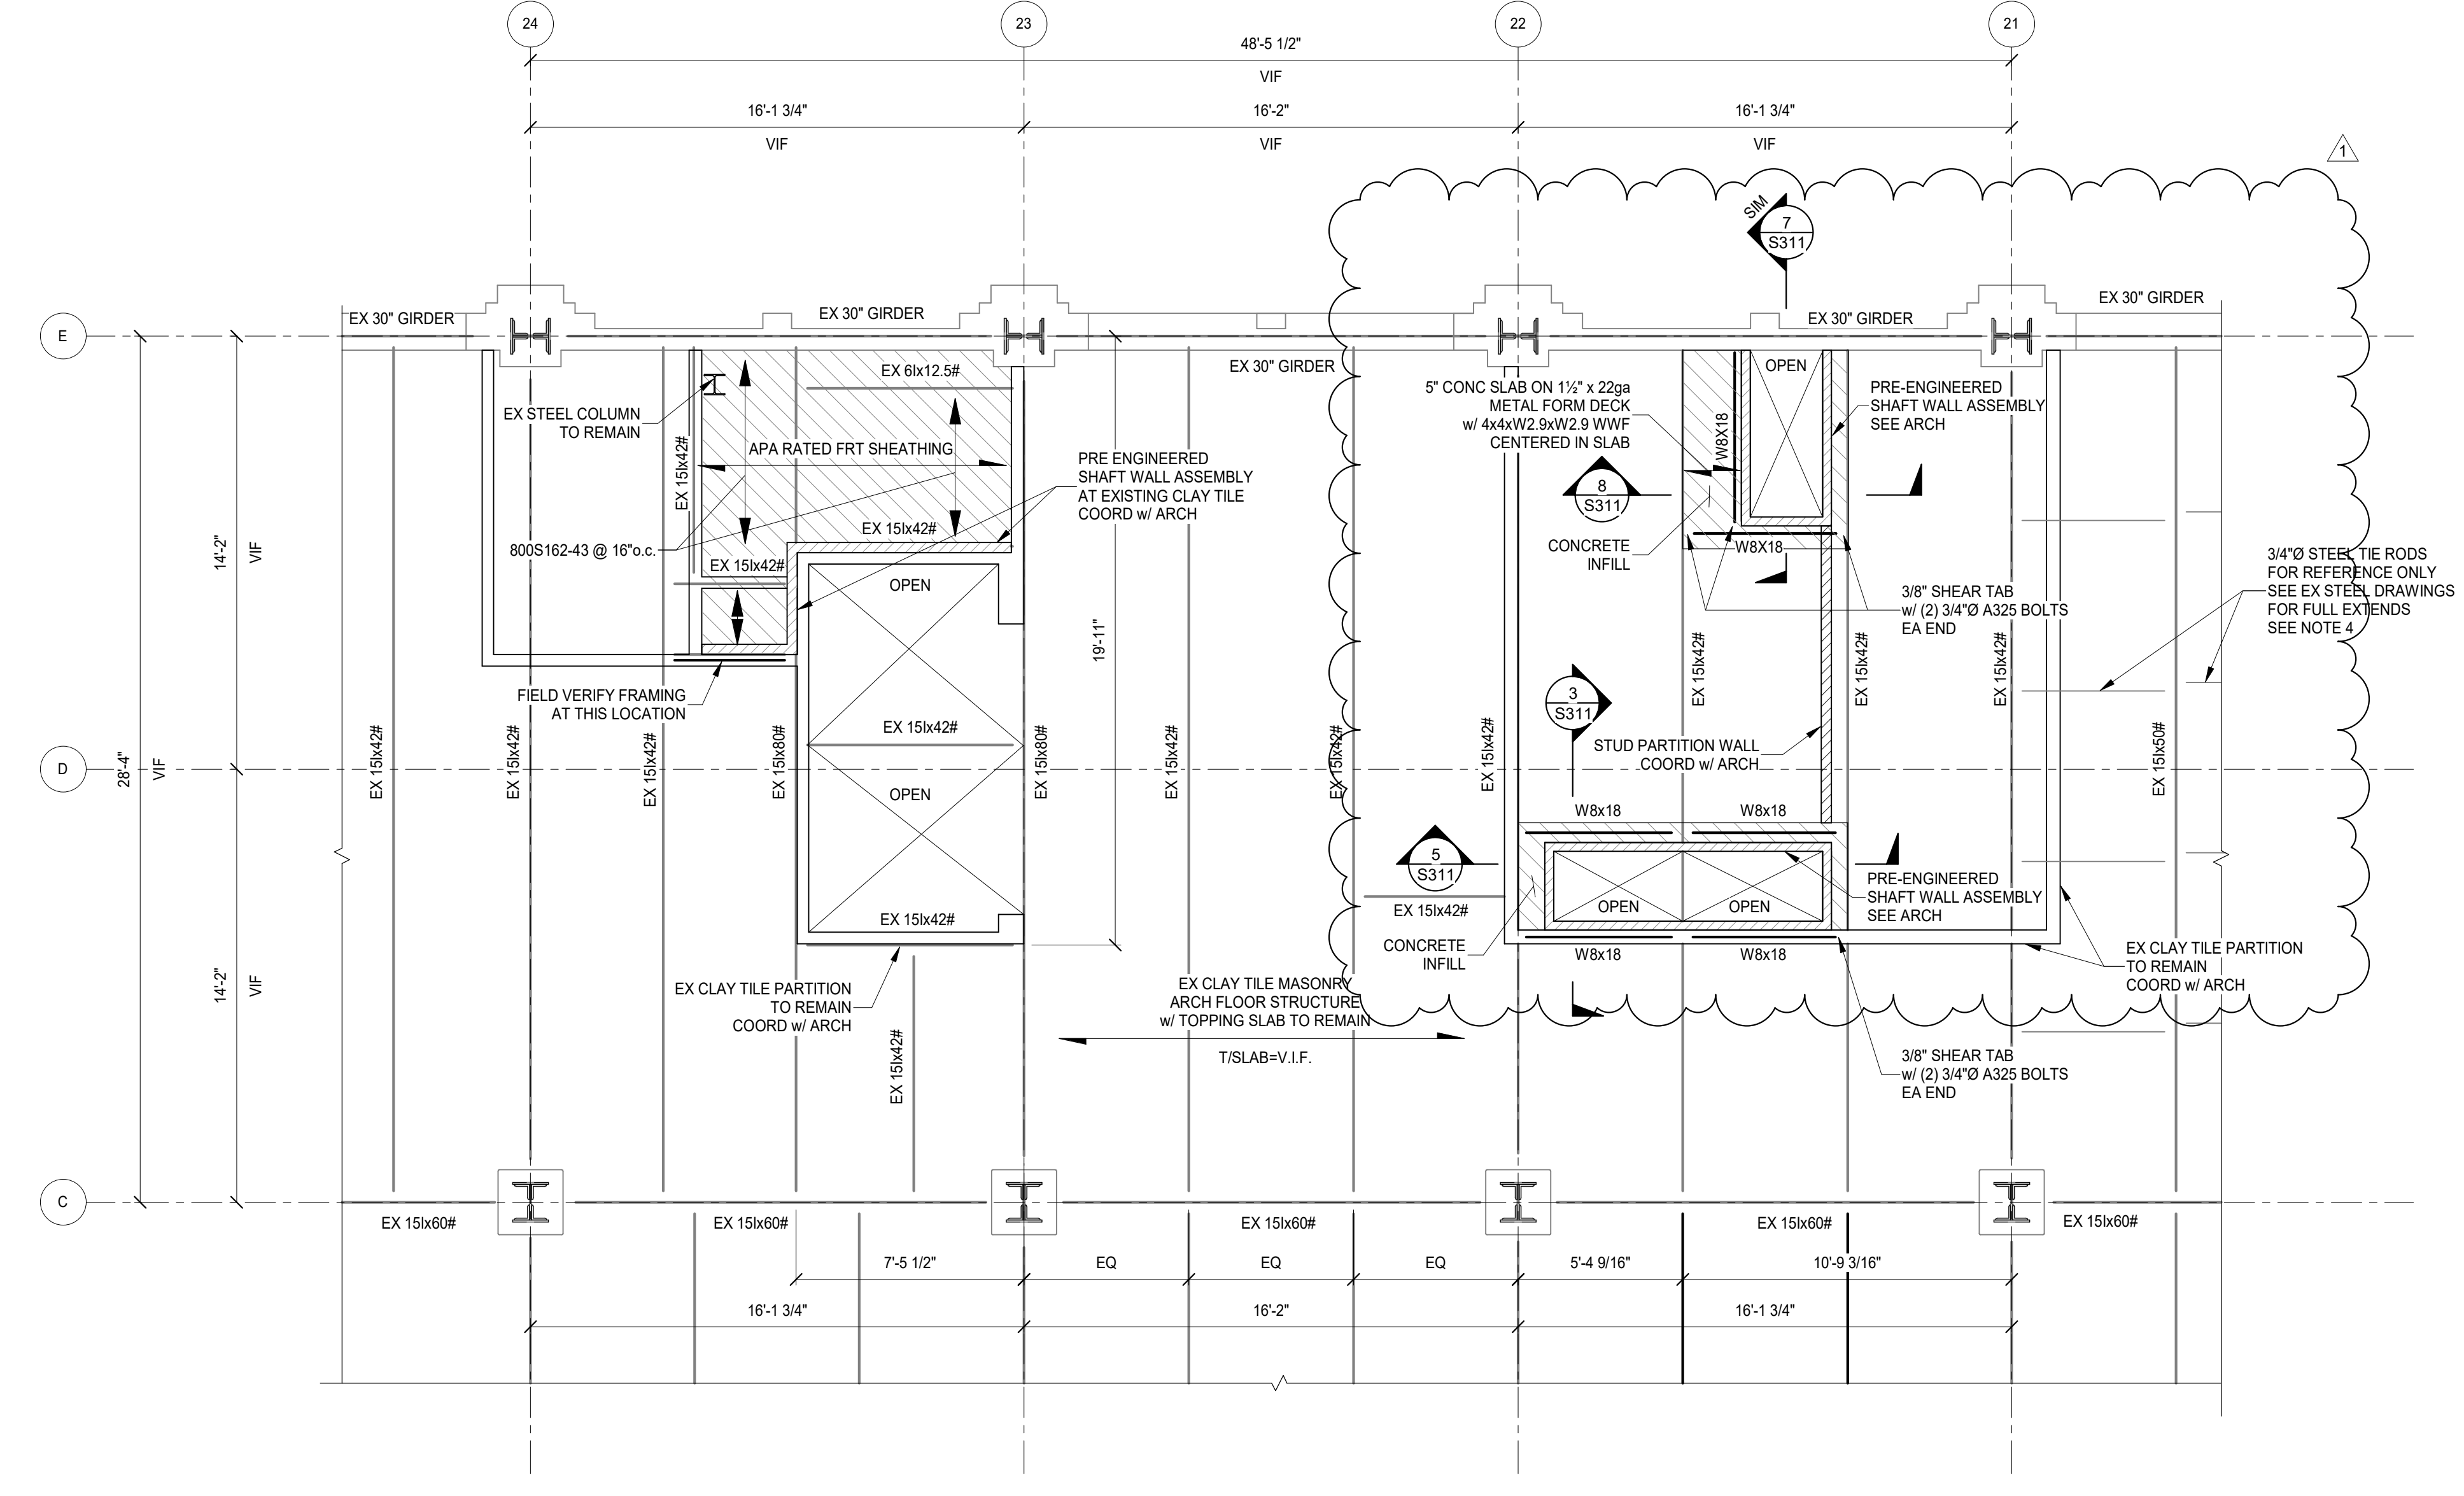 24
23
22
21
48'-5 1/2"
VIF
16'-1 3/4"
VIF
16'-2"
VIF
16'-1 3/4"
VIF
1
SIM
7
S311
E
D
C
14'-2"
VIF
28'-4"
VIF
14'-2"
VIF
EX 30" GIRDER
EX 30" GIRDER
EX 30" GIRDER
EX 30" GIRDER
EX 30" GIRDER
EX STEEL COLUMN
TO REMAIN
EX 15Ix42#
EX 6Ix12.5#
APA RATED FRT SHEATHING
EX 15Ix42#
800S162-43 @ 16"o.c.
EX 15Ix42#
PRE ENGINEERED
SHAFT WALL ASSEMBLY
AT EXISTING CLAY TILE
COORD w/ ARCH
OPEN
EX 15Ix42#
OPEN
EX 15Ix42#
19'-11"
FIELD VERIFY FRAMING
AT THIS LOCATION
EX 15Ix42#
EX 15Ix42#
EX 15Ix42#
EX 15Ix80#
EX 15Ix80#
EX 15Ix42#
EX 15Ix42#
EX 15Ix42#
EX CLAY TILE PARTITION
TO REMAIN
COORD w/ ARCH
EX 15Ix42#
EX CLAY TILE MASONRY
ARCH FLOOR STRUCTURE
w/ TOPPING SLAB TO REMAIN
T/SLAB=V.I.F.
5" CONC SLAB ON 1½" x 22ga
METAL FORM DECK
w/ 4x4xW2.9xW2.9 WWF
CENTERED IN SLAB
W8X18
OPEN
PRE-ENGINEERED
SHAFT WALL ASSEMBLY
SEE ARCH
8
S311
CONCRETE
INFILL
W8X18
3/8" SHEAR TAB
w/ (2) 3/4"Ø A325 BOLTS
EA END
3/4"Ø STEEL TIE RODS
FOR REFERENCE ONLY
SEE EX STEEL DRAWINGS
FOR FULL EXTENDS
SEE NOTE 4
EX 15Ix42#
EX 15Ix42#
EX 15Ix42#
EX 15Ix50#
3
S311
STUD PARTITION WALL
COORD w/ ARCH
W8x18
W8x18
5
S311
EX 15Ix42#
OPEN
OPEN
PRE-ENGINEERED
SHAFT WALL ASSEMBLY
SEE ARCH
CONCRETE
INFILL
W8x18
W8x18
EX CLAY TILE PARTITION
TO REMAIN
COORD w/ ARCH
3/8" SHEAR TAB
w/ (2) 3/4"Ø A325 BOLTS
EA END
EX 15Ix60#
EX 15Ix60#
EX 15Ix60#
EX 15Ix60#
EX 15Ix60#
7'-5 1/2"
EQ
EQ
EQ
5'-4 9/16"
10'-9 3/16"
16'-1 3/4"
16'-2"
16'-1 3/4"